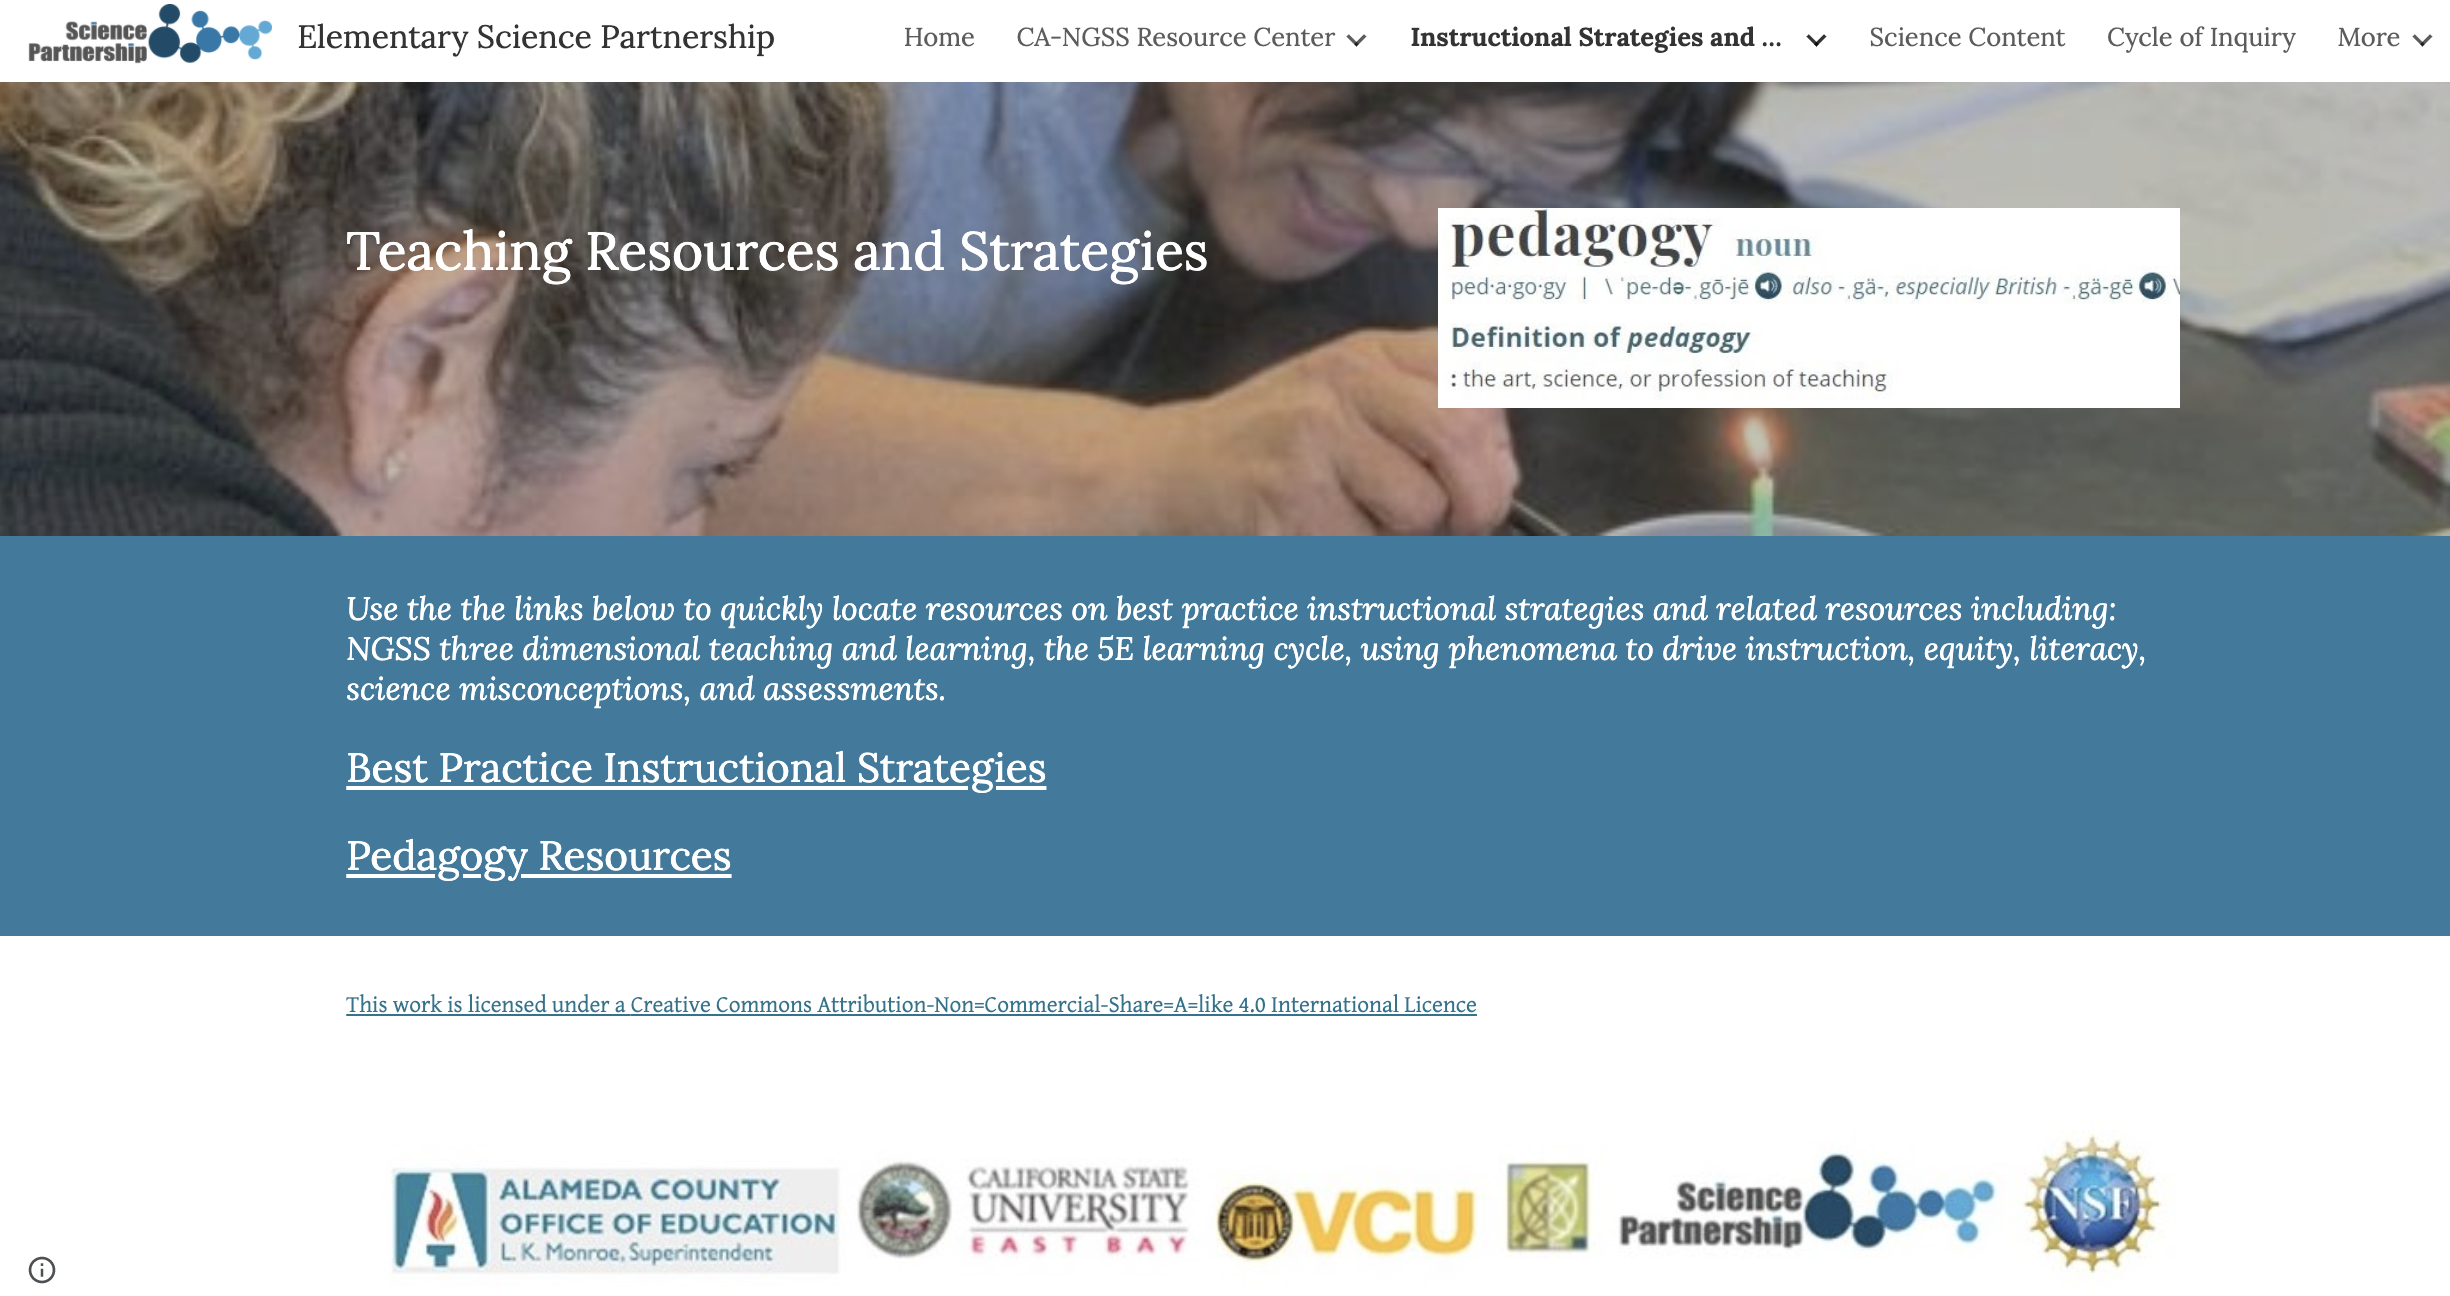 Science
Partnership
Elementary Science Partnership
Home
CA-NGSS Resource Center
Instructional Strategies and ...
Science Content
Cycle of Inquiry
More
Teaching Resources and Strategies
pedagogy noun
ped·a·go·gy | \ ˈpe-də-ˌgō-jē also -ˌgä-, especially British -ˌgä-gē \
Definition of pedagogy
: the art, science, or profession of teaching
Use the the links below to quickly locate resources on best practice instructional strategies and related resources including:
NGSS three dimensional teaching and learning, the 5E learning cycle, using phenomena to drive instruction, equity, literacy,
science misconceptions, and assessments.
Best Practice Instructional Strategies
Pedagogy Resources
This work is licensed under a Creative Commons Attribution-Non=Commercial-Share=A=like 4.0 International Licence
ALAMEDA COUNTY
OFFICE OF EDUCATION
L. K. Monroe, Superintendent
CALIFORNIA STATE
UNIVERSITY
EAST BAY
VCU
Science
Partnership
NSF